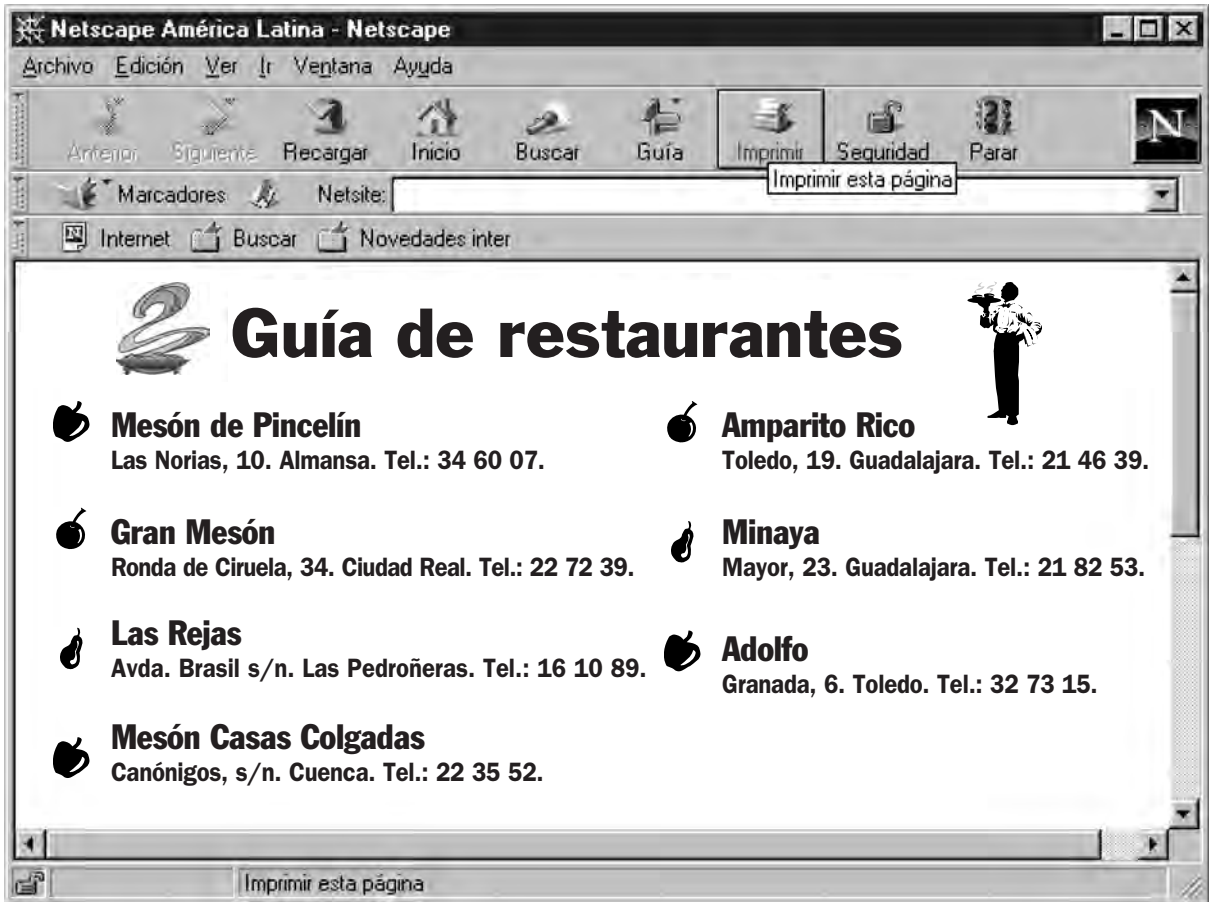 Netscape América Latina - Netscape
Archivo Edición Ver Ir Ventana Ayuda
Anterior Siguiente Recargar Inicio Buscar Guía Imprimir Seguridad Parar
N
Imprimir esta página
Marcadores Netsite:
Internet Buscar Novedades inter
Guía de restaurantes
Mesón de Pincelín
Las Norias, 10. Almansa. Tel.: 34 60 07.
Gran Mesón
Ronda de Ciruela, 34. Ciudad Real. Tel.: 22 72 39.
Las Rejas
Avda. Brasil s/n. Las Pedroñeras. Tel.: 16 10 89.
Mesón Casas Colgadas
Canónigos, s/n. Cuenca. Tel.: 22 35 52.
Amparito Rico
Toledo, 19. Guadalajara. Tel.: 21 46 39.
Minaya
Mayor, 23. Guadalajara. Tel.: 21 82 53.
Adolfo
Granada, 6. Toledo. Tel.: 32 73 15.
Imprimir esta página